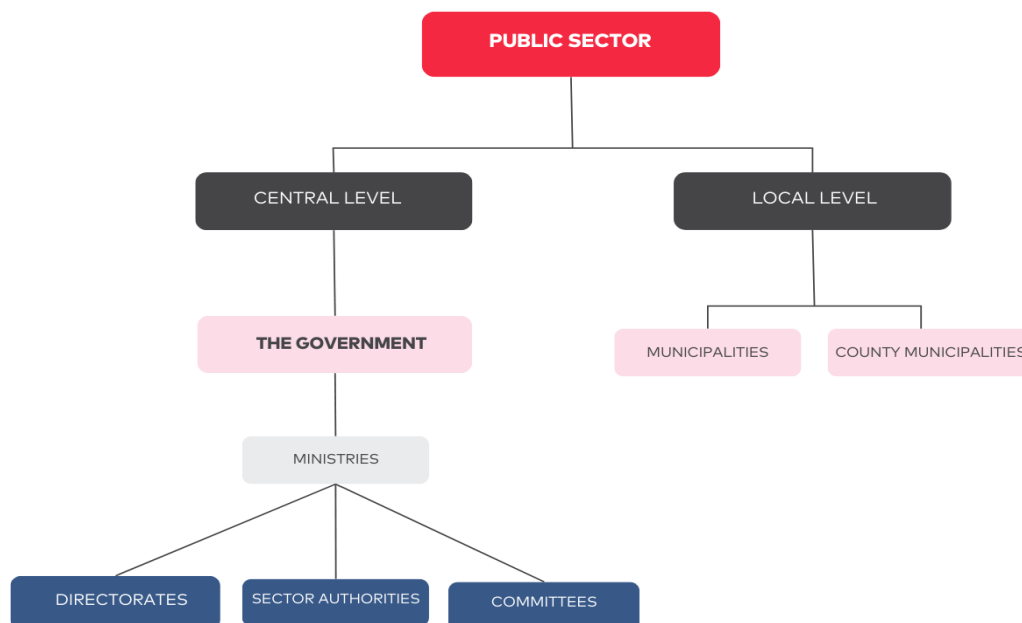 PUBLIC SECTOR
CENTRAL LEVEL
LOCAL LEVEL
THE GOVERNMENT
MUNICIPALITIES
COUNTY MUNICIPALITIES
MINISTRIES
DIRECTORATES
SECTOR AUTHORITIES
COMMITTEES